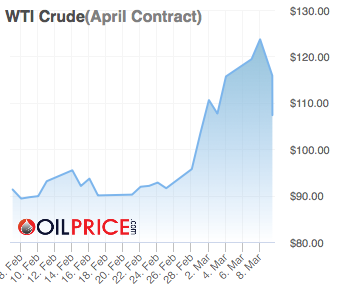 WTI Crude(April Contract)
$130.00
$120.00
$110.00
$100.00
$90.00
$80.00
OILPRICE.com
8. Feb
10. Feb
12. Feb
14. Feb
16. Feb
18. Feb
20. Feb
22. Feb
24. Feb
26. Feb
28. Feb
2. Mar
4. Mar
6. Mar
8. Mar